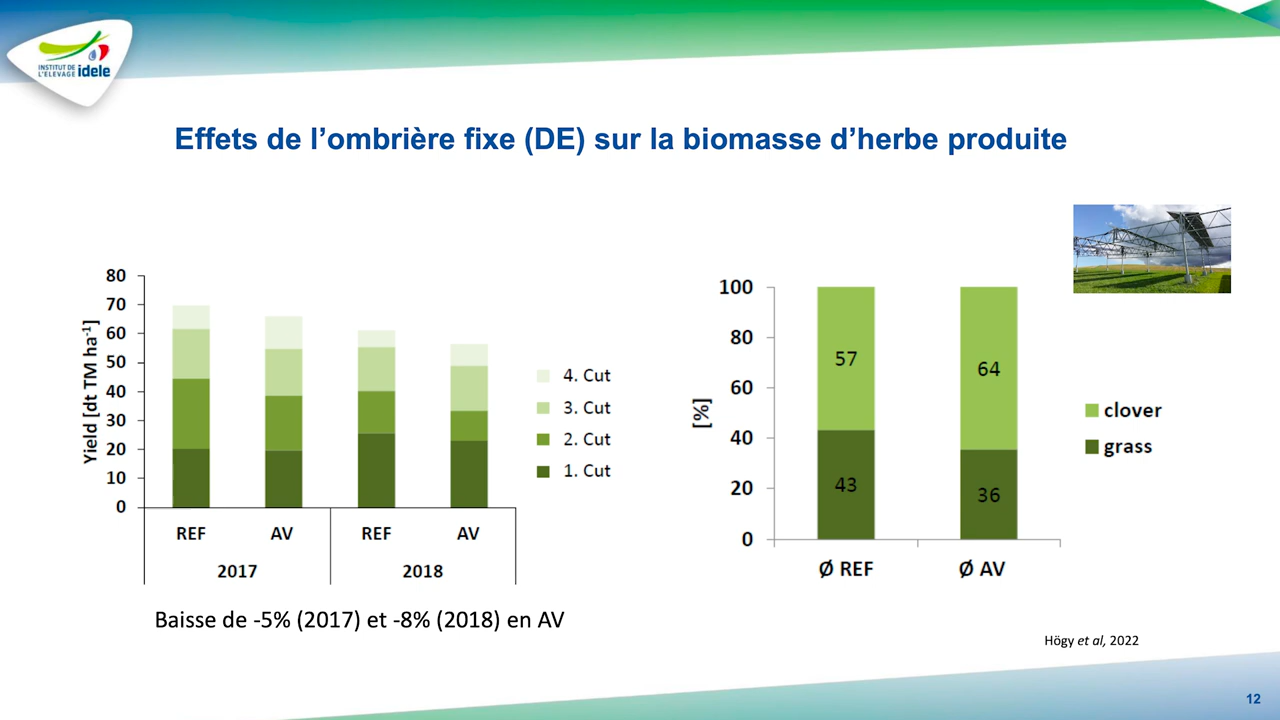 INSTITUT DE
L'ELEVAGE idele
Effets de l’ombrière fixe (DE) sur la biomasse d’herbe produite
Yield [dt TM ha-1]
80
70
60
50
40
30
20
10
0
REF AV REF AV
2017 2018
4. Cut
3. Cut
2. Cut
1. Cut
Baisse de -5% (2017) et -8% (2018) en AV
[%]
100
80
60
40
20
0
57 64
43 36
Ø REF Ø AV
clover
grass
Högy et al, 2022
12